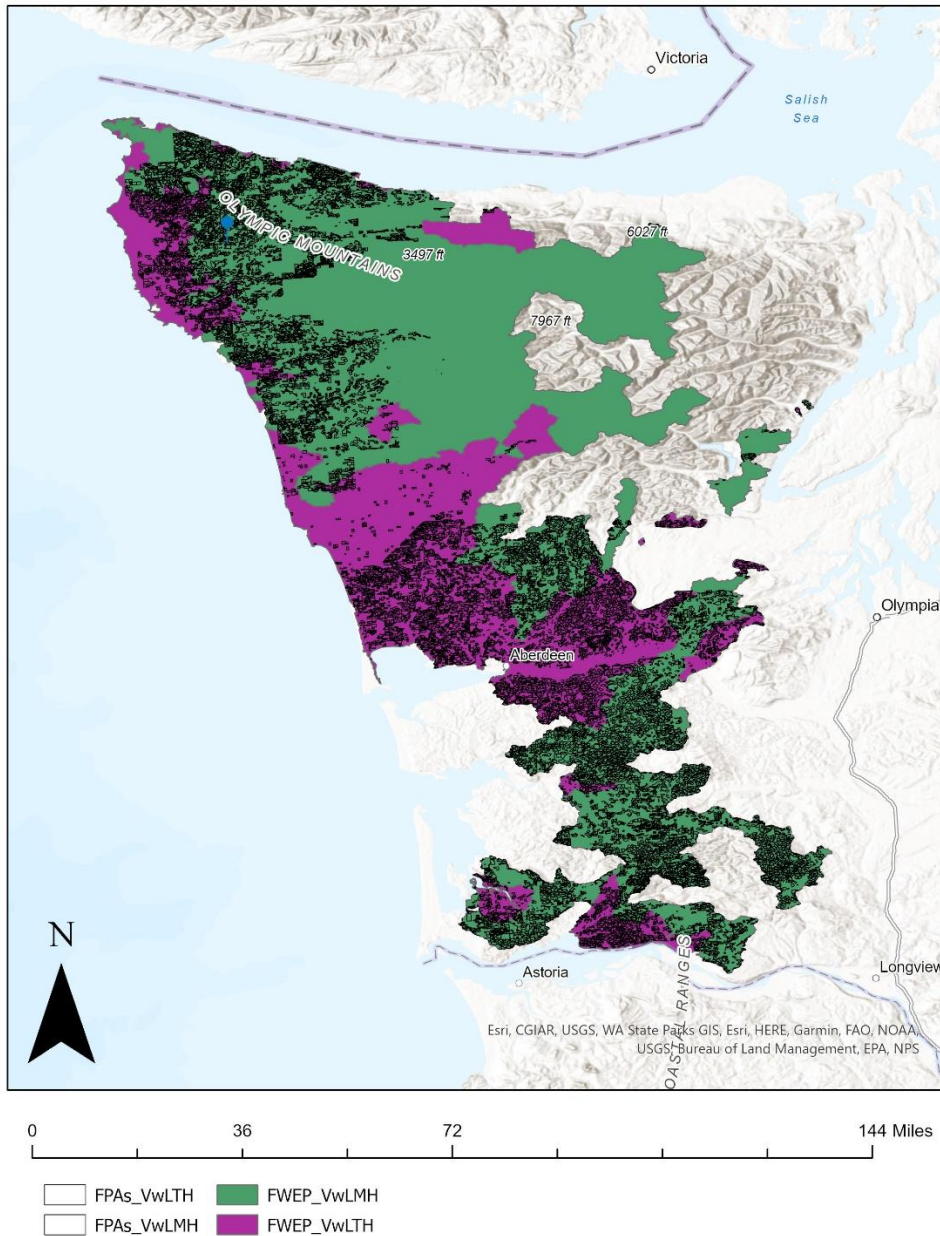 Victoria
Salish
Sea
OLYMPIC MOUNTAINS
6027 ft
3497 ft
7967 ft
Olympia
Aberdeen
Astoria
Longview
OASTAL RANGES
N
Esri, CGIAR, USGS, WA State Parks GIS, Esri, HERE, Garmin, FAO, NOAA,
USGS, Bureau of Land Management, EPA, NPS
0 36 72 144 Miles
FPAs_VwLTH FWEP_VwLMH
FPAs_VwLMH FWEP_VwLTH